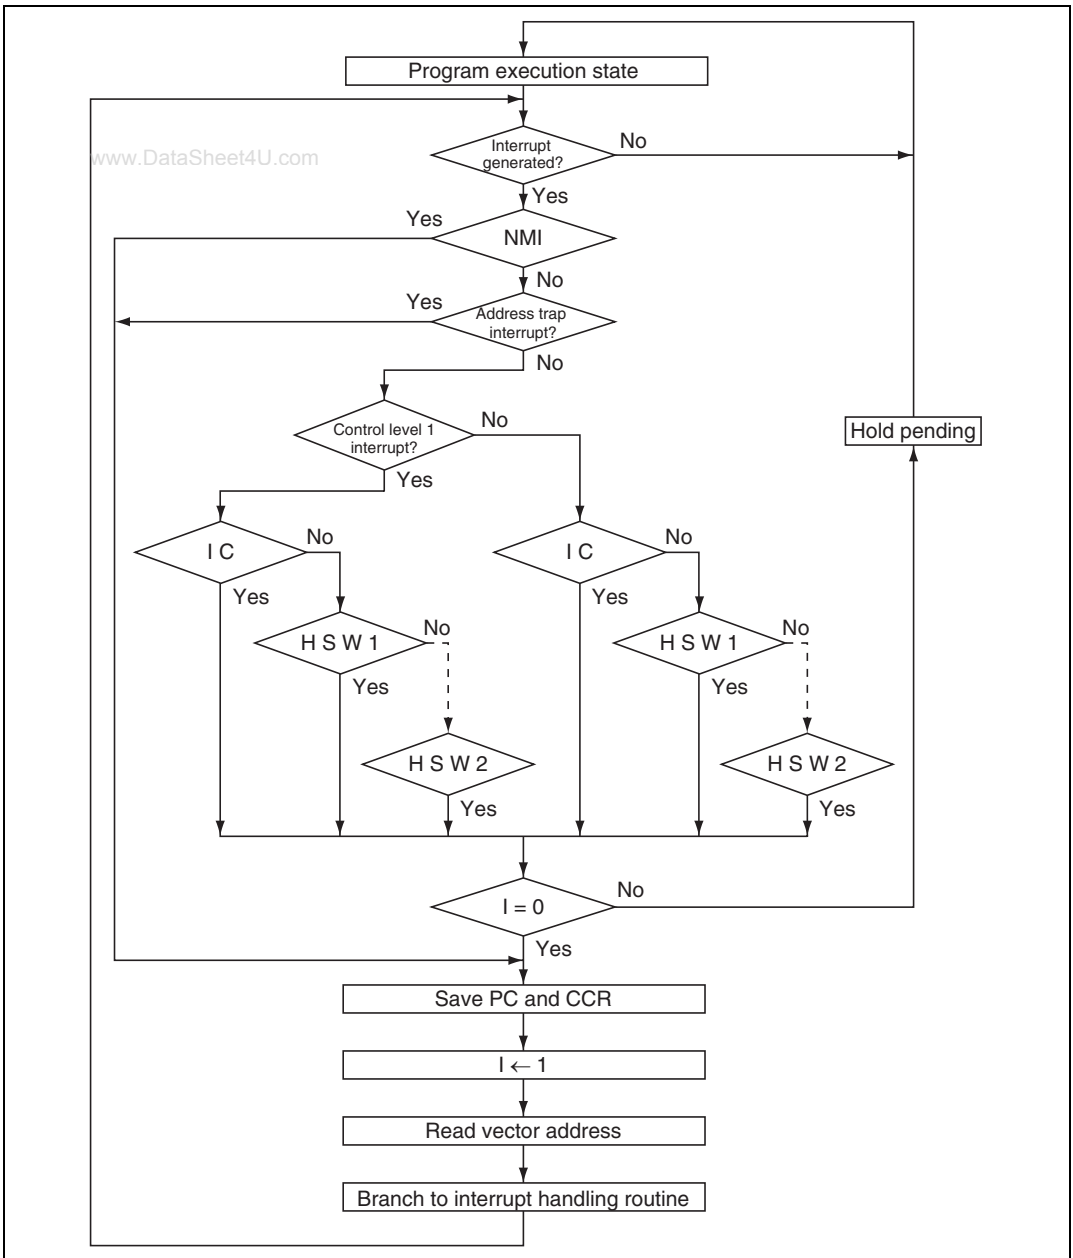 Program execution state
www.DataSheet4U.com
Interrupt
generated?
No
Yes
Yes
NMI
No
Yes
Address trap
interrupt?
No
Control level 1
interrupt?
No
Hold pending
Yes
I C
No
I C
No
Yes
Yes
H S W 1
No
H S W 1
No
Yes
Yes
H S W 2
H S W 2
Yes
Yes
I = 0
No
Yes
Save PC and CCR
I ← 1
Read vector address
Branch to interrupt handling routine